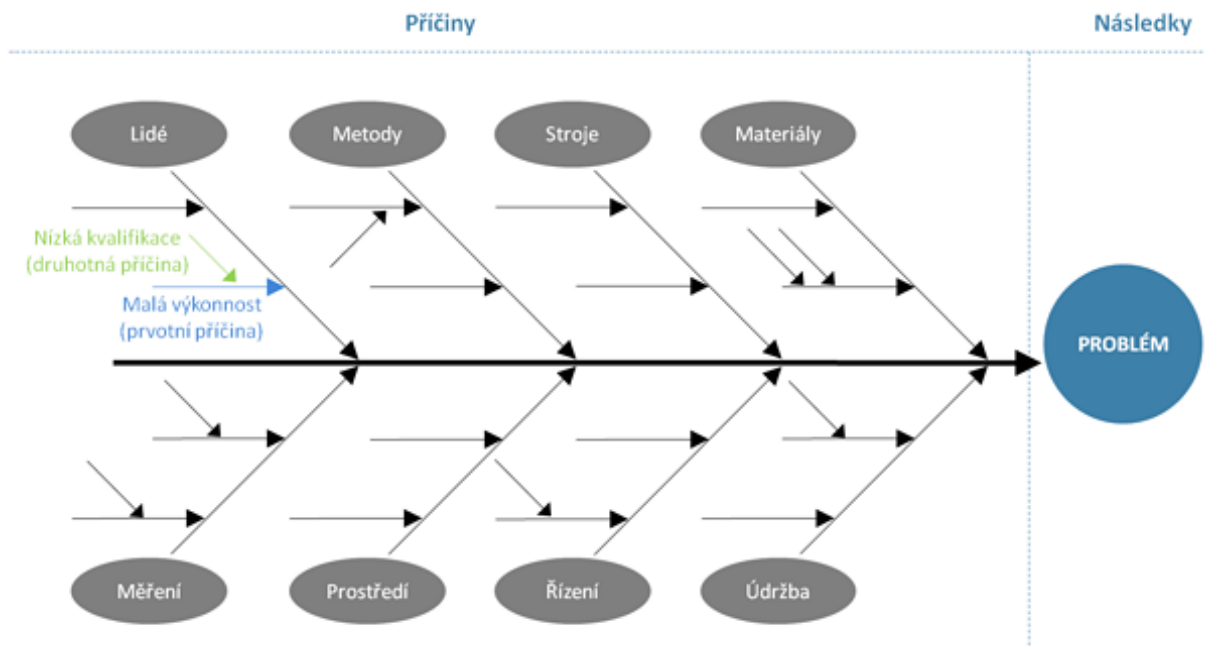 Příčiny
Následky
Lidé
Metody
Stroje
Materiály
Nízká kvalifikace
(druhotná příčina)
Malá výkonnost
(prvotní příčina)
PROBLÉM
Měření
Prostředí
Řízení
Údržba